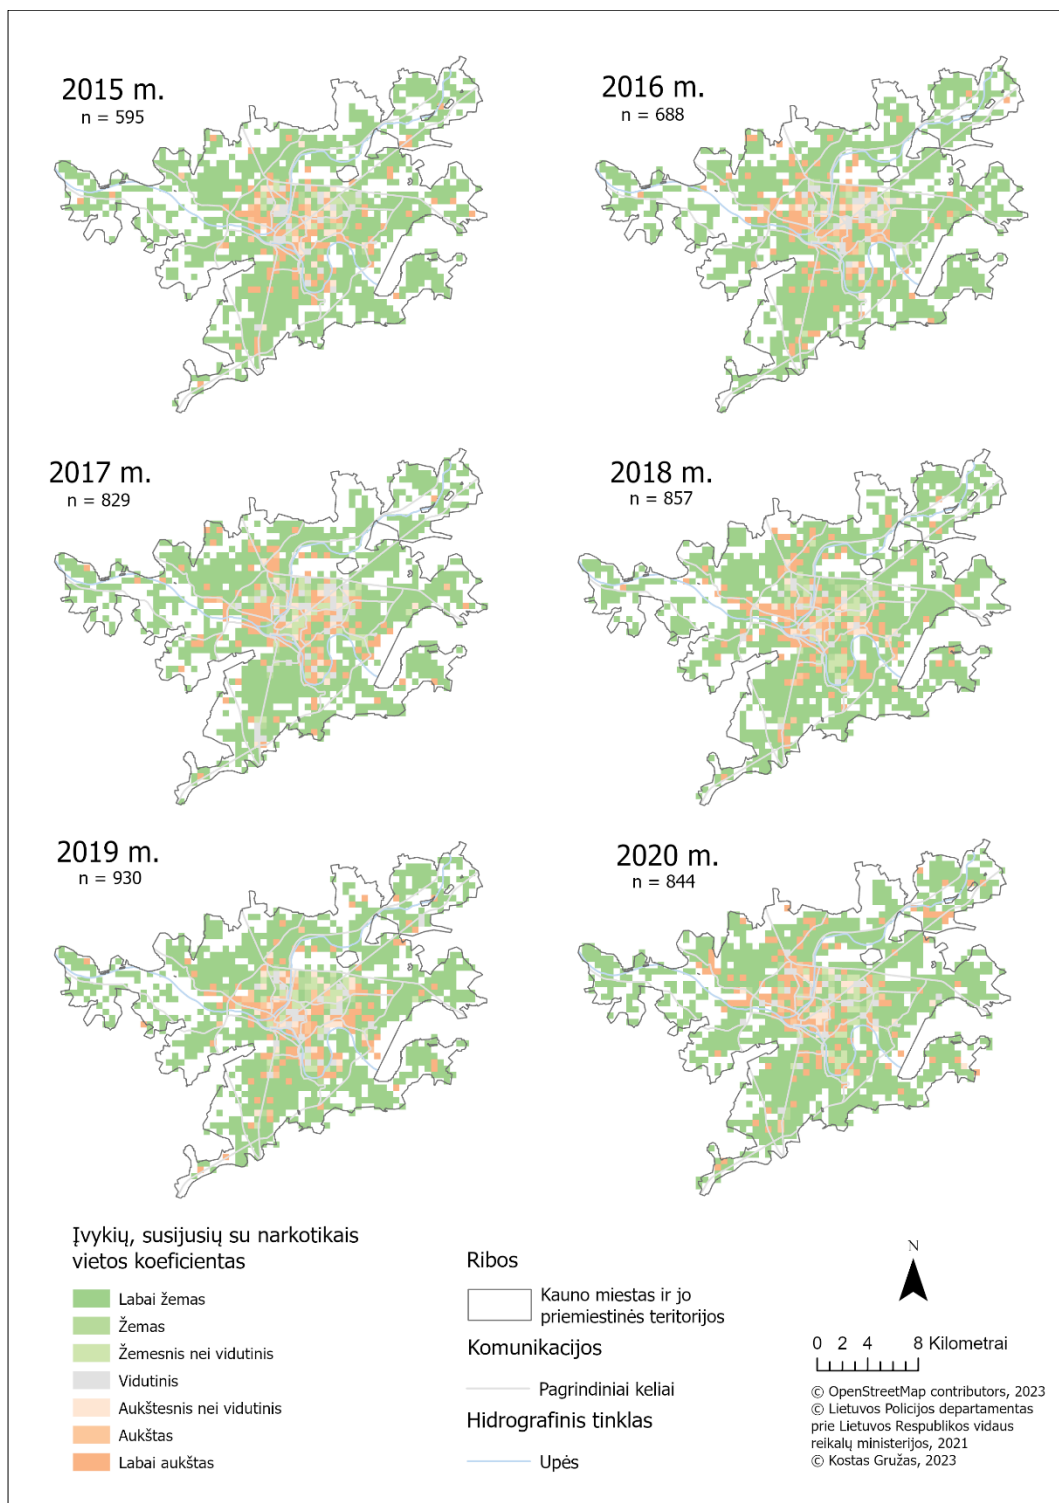 2015 m.
n = 595
2016 m.
n = 688
2017 m.
n = 829
2018 m.
n = 857
2019 m.
n = 930
2020 m.
n = 844
Įvykių, susijusių su narkotikais
vietos koeficientas
Labai žemas
Žemas
Žemesnis nei vidutinis
Vidutinis
Aukštesnis nei vidutinis
Aukštas
Labai aukštas
Ribos
Kauno miestas ir jo
priemiestinės teritorijos
Komunikacijos
Pagrindiniai keliai
Hidrografinis tinklas
Upės
N
0 2 4 8 Kilometrai
© OpenStreetMap contributors, 2023
© Lietuvos Policijos departamentas
prie Lietuvos Respublikos vidaus
reikalų ministerijos, 2021
© Kostas Gružas, 2023